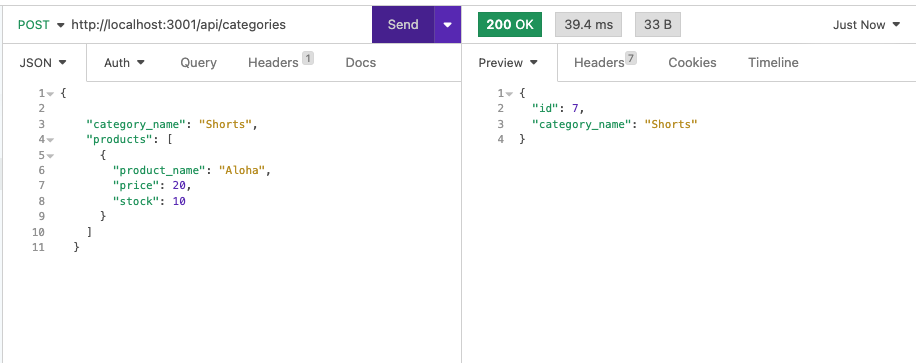 POST http://localhost:3001/api/categories Send 200 OK 39.4 ms 33 B Just Now
JSON Auth Query Headers 1 Docs Preview Headers 7 Cookies Timeline
1 {
2
3 "category_name": "Shorts",
4 "products": [
5 {
6 "product_name": "Aloha",
7 "price": 20,
8 "stock": 10
9 }
10 ]
11 }
1 {
2 "id": 7,
3 "category_name": "Shorts"
4 }